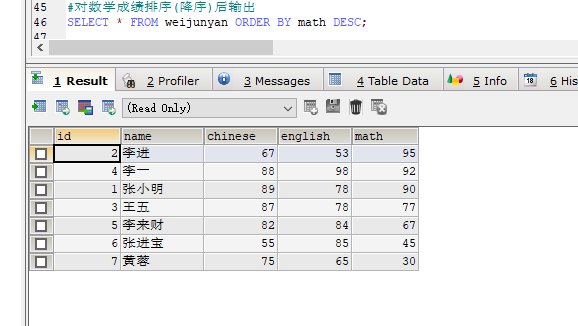 45 #对数学成绩排序(降序)后输出
46 SELECT * FROM weijunyan ORDER BY math DESC;
47
1 Result 2 Profiler 3 Messages 4 Table Data 5 Info 18 6 His
(Read Only)
id name chinese english math
2 李进 67 53 95
4 李一 88 98 92
1 张小明 89 78 90
3 王五 87 78 77
5 李来财 82 84 67
6 张进宝 55 85 45
7 黄蓉 75 65 30